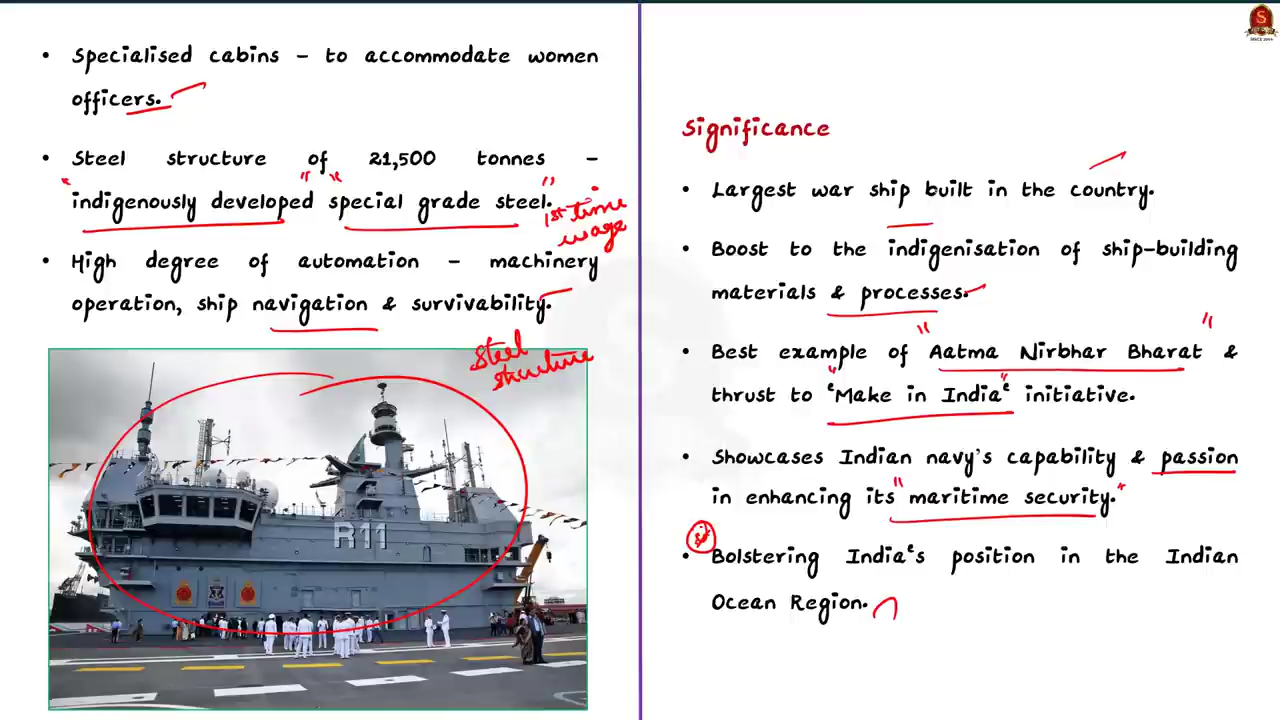 • Specialised cabins – to accommodate women
officers.
• Steel structure of 21,500 tonnes –
"indigenously developed" "special grade steel."
1st time
usage
• High degree of automation – machinery
operation, ship navigation & survivability.
Steel
structure
R11
Significance
• Largest war ship built in the country.
• Boost to the indigenisation of ship-building
materials & processes.
• Best example of "Aatma Nirbhar Bharat" &
thrust to "Make in India" initiative.
• Showcases Indian navy's capability & passion
in enhancing its "maritime security."
• Bolstering India's position in the Indian
Ocean Region.
S